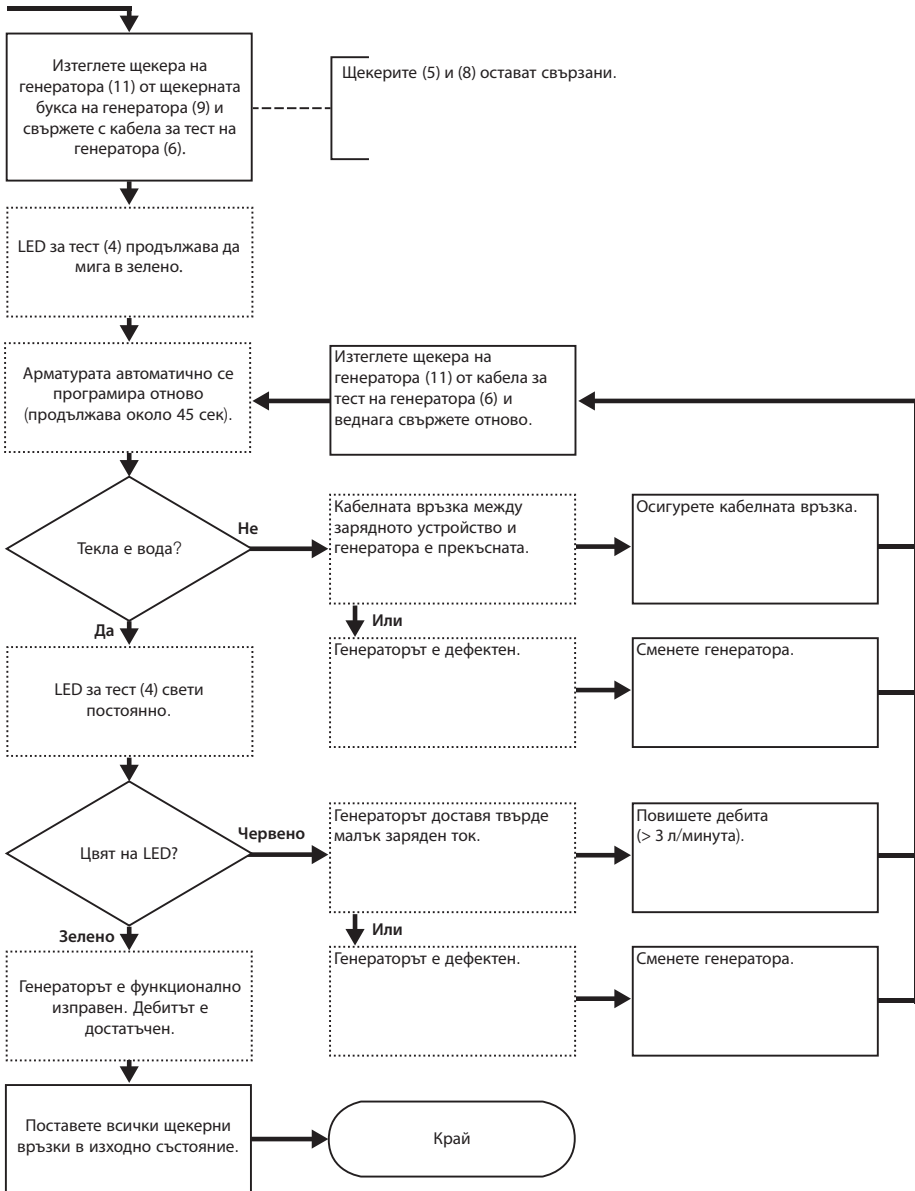 Изтеглете щекера на
генератора (11) от щекерната
букса на генератора (9) и
свържете с кабела за тест на
генератора (6).
Щекерите (5) и (8) остават свързани.
LED за тест (4) продължава да
мига в зелено.
Арматурата автоматично се
програмира отново
(продължава около 45 сек).
Изтеглете щекера на
генератора (11) от кабела за
тест на генератора (6) и
веднага свържете отново.
Текла е вода?
Не
Кабелната връзка между
зарядното устройство и
генератора е прекъсната.
Осигурете кабелната връзка.
Да
Или
Генераторът е дефектен.
Сменете генератора.
LED за тест (4) свети
постоянно.
Цвят на LED?
Червено
Генераторът доставя твърде
малък заряден ток.
Повишете дебита
(> 3 л/минута).
Зелено
Или
Генераторът е дефектен.
Сменете генератора.
Генераторът е функционално
изправен. Дебитът е
достатъчен.
Поставете всички щекерни
връзки в изходно състояние.
Край